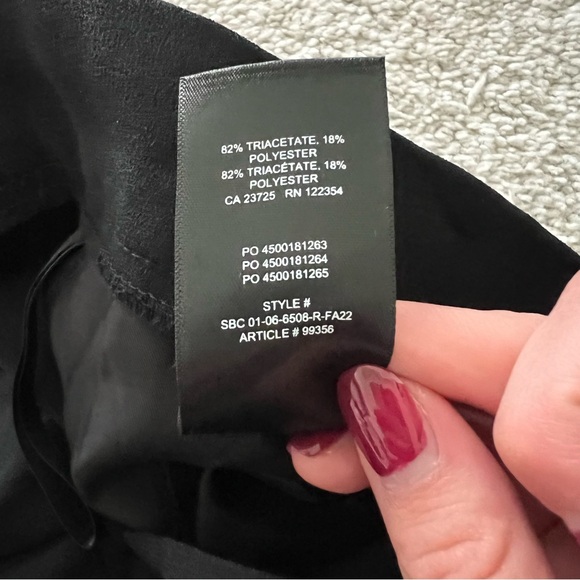 82% TRIACETATE, 18%
POLYESTER
82% TRIACÉTATE, 18%
POLYESTER
CA 23725 RN 122354
PO 4500181263
PO 4500181264
PO 4500181265
STYLE #
SBC 01-06-6508-R-FA22
ARTICLE # 99356